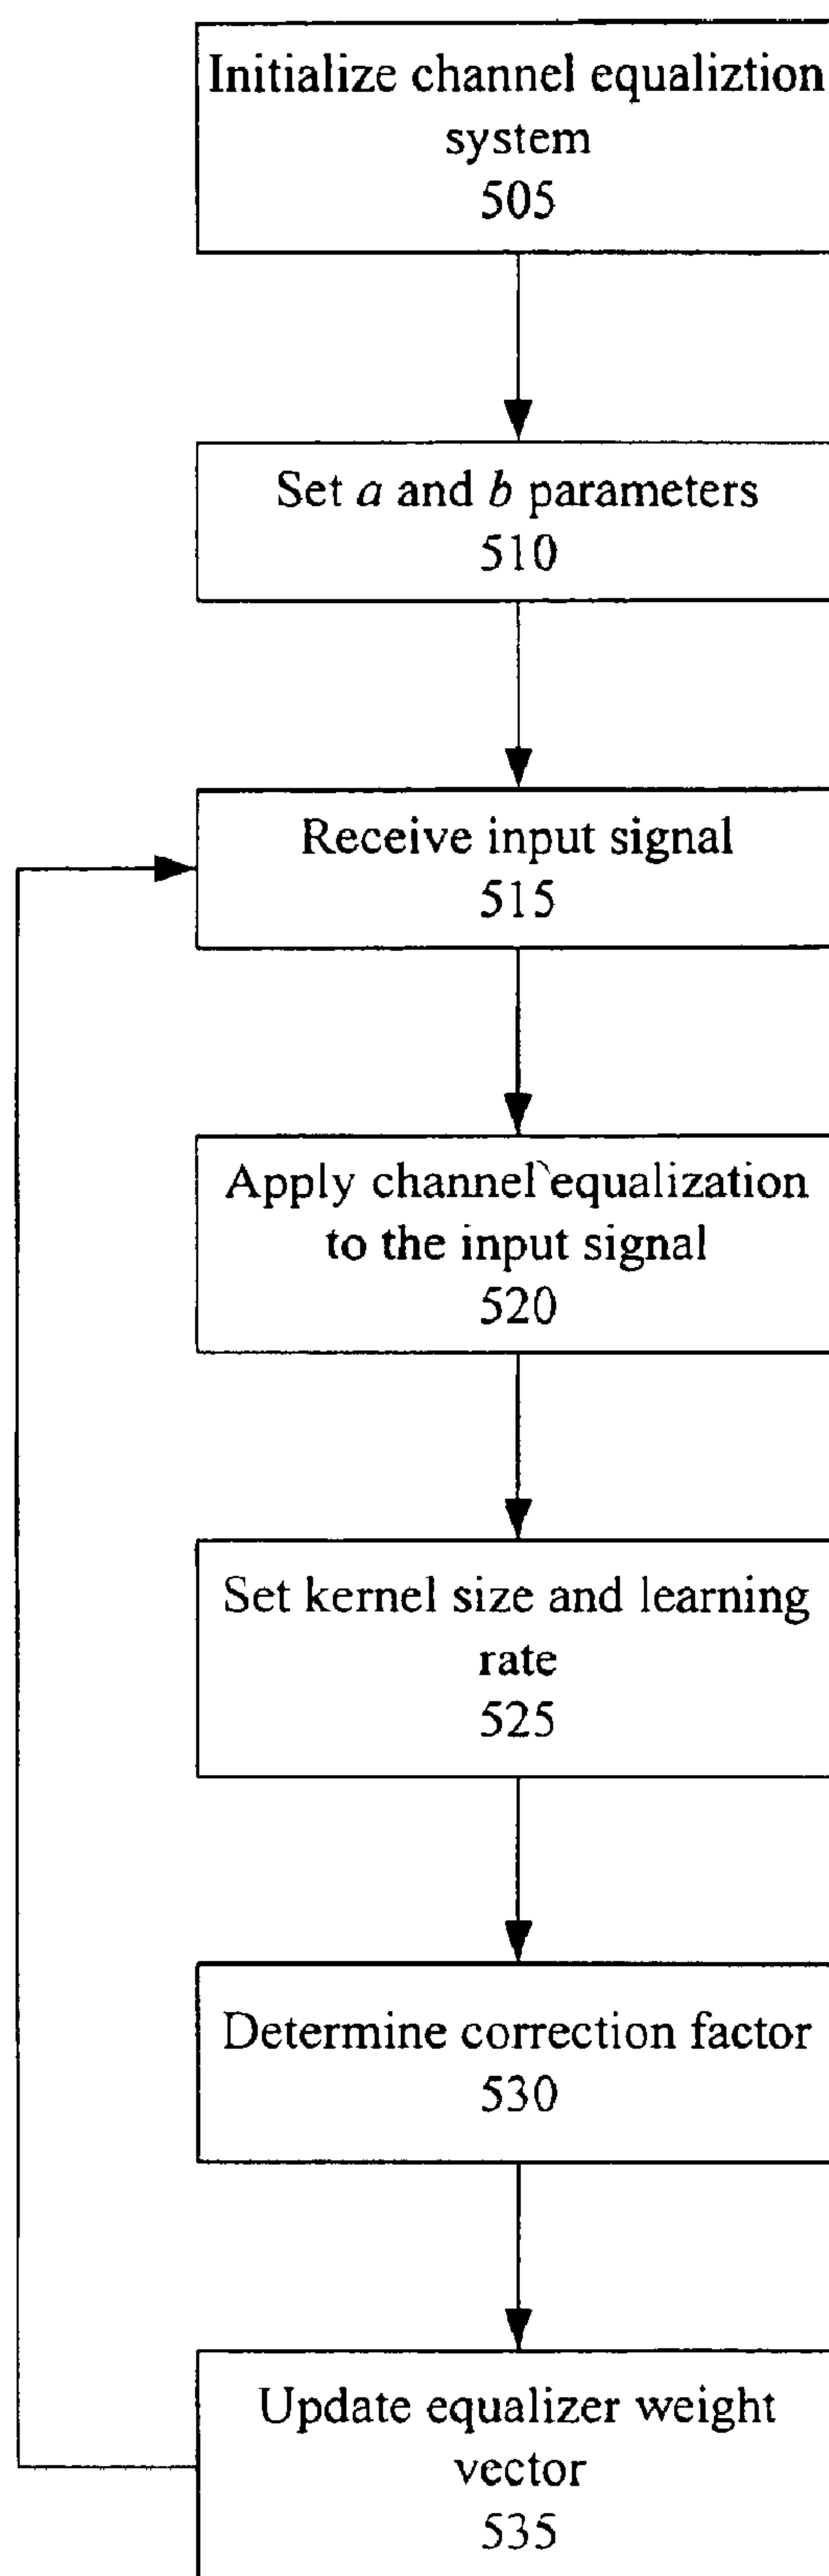 Initialize channel equaliztion
system
505
Set a and b parameters
510
Receive input signal
515
Apply channel equalization
to the input signal
520
Set kernel size and learning
rate
525
Determine correction factor
530
Update equalizer weight
vector
535